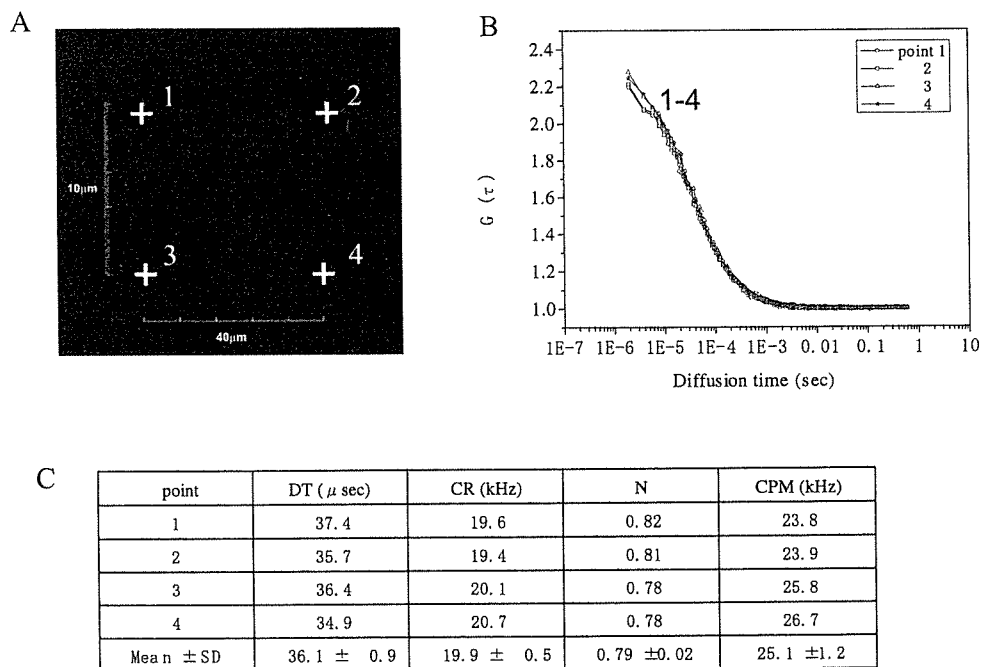 A
1
2
10μm
3
4
40μm
B
2.4
2.2
2.0
1.8
1.6
1.4
1.2
1.0
G (τ)
1-4
point 1
2
3
4
1E-7 1E-6 1E-5 1E-4 1E-3 0.01 0.1 1 10
Diffusion time (sec)
C
point DT (μ sec) CR (kHz) N CPM (kHz)
1 37.4 19.6 0.82 23.8
2 35.7 19.4 0.81 23.9
3 36.4 20.1 0.78 25.8
4 34.9 20.7 0.78 26.7
Mean ±SD 36.1 ± 0.9 19.9 ± 0.5 0.79 ±0.02 25.1 ±1.2